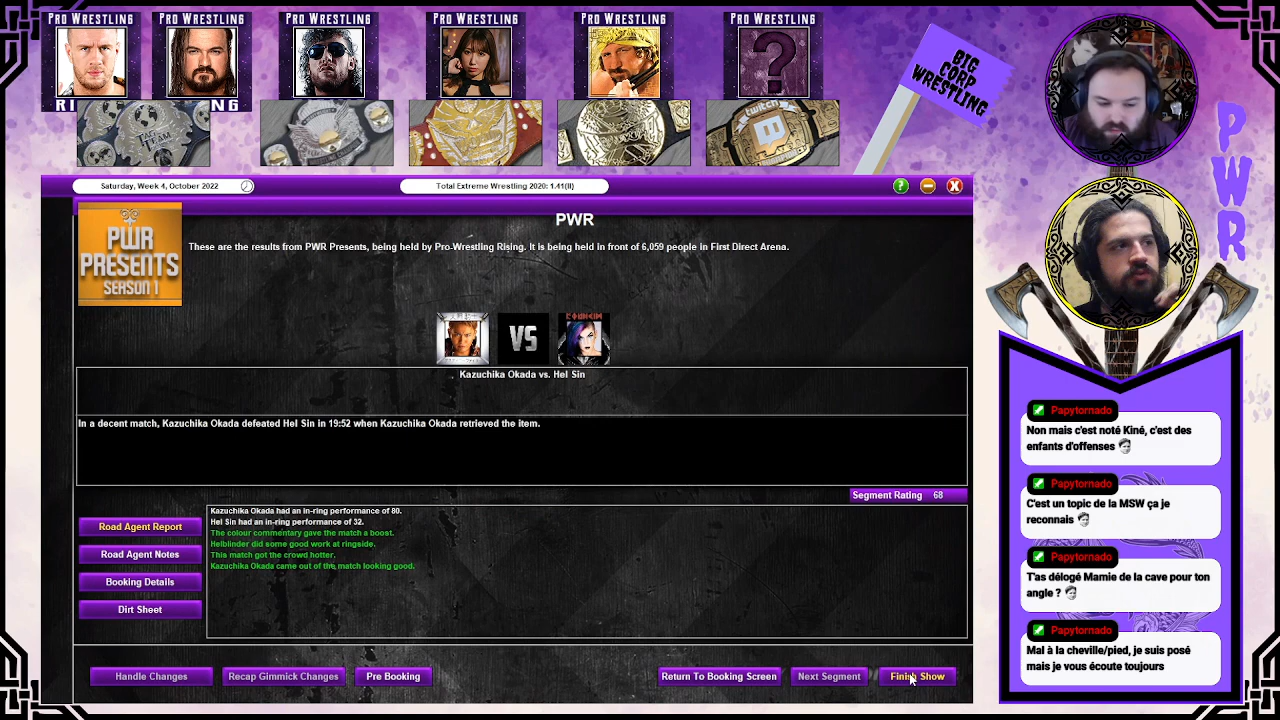 PRO WRESTLING
PRO WRESTLING
PRO WRESTLING
PRO WRESTLING
PRO WRESTLING
PRO WRESTLING
RI
NG
TAG
TEAM
BIG
CORP
WRESTLING
PWR
Saturday, Week 4, October 2022
Total Extreme Wrestling 2020: 1.41(II)
?
X
PWR
PRESENTS
SEASON 1
PWR
These are the results from PWR Presents, being held by Pro-Wrestling Rising. It is being held in front of 6,059 people in First Direct Arena.
VS
Kazuchika Okada vs. Hel Sin
In a decent match, Kazuchika Okada defeated Hel Sin in 19:52 when Kazuchika Okada retrieved the item.
Segment Rating 68
Road Agent Report
Road Agent Notes
Booking Details
Dirt Sheet
Kazuchika Okada had an in-ring performance of 80.
Hel Sin had an in-ring performance of 32.
The colour commentary gave the match a boost.
Helblinder did some good work at ringside.
This match got the crowd hotter.
Kazuchika Okada came out of the match looking good.
Handle Changes
Recap Gimmick Changes
Pre Booking
Return To Booking Screen
Next Segment
Finish Show
Papytornado
Non mais c'est noté Kiné, c'est des
enfants d'offenses
Papytornado
C'est un topic de la MSW ça je
reconnais
Papytornado
T'as délogé Mamie de la cave pour ton
angle ?
Papytornado
Mal à la cheville/pied, je suis posé
mais je vous écoute toujours